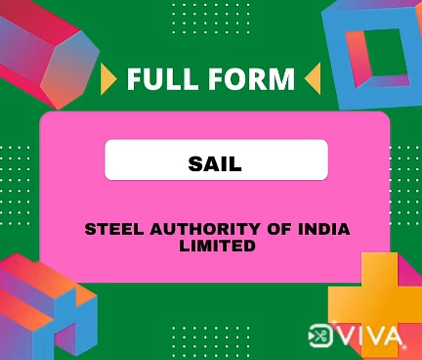 FULL FORM
SAIL
STEEL AUTHORITY OF INDIA
LIMITED
VIVA